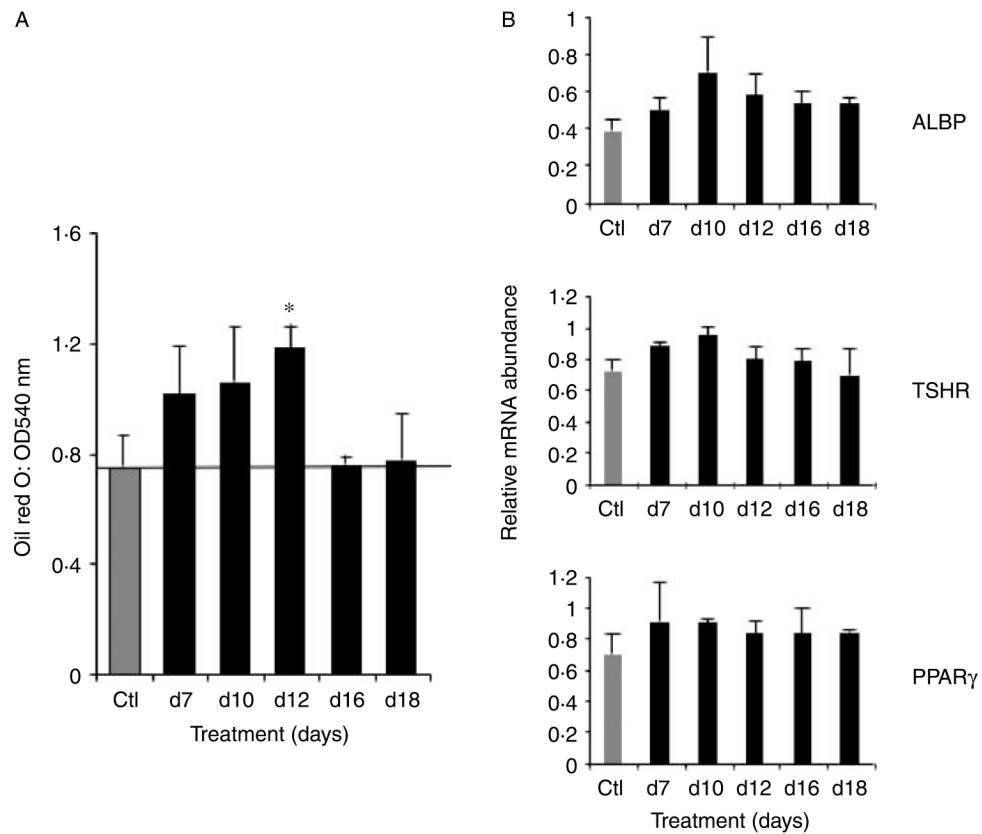 A
1·6
1·2
0·8
0·4
0
Oil red O: OD540 nm
*
Ctl d7 d10 d12 d16 d18
Treatment (days)
B
Relative mRNA abundance
1
0·8
0·6
0·4
0·2
0
Ctl d7 d10 d12 d16 d18
ALBP
1·2
1
0·8
0·6
0·4
0·2
0
Ctl d7 d10 d12 d16 d18
TSHR
1·2
1
0·8
0·6
0·4
0·2
0
Ctl d7 d10 d12 d16 d18
PPARγ
Treatment (days)